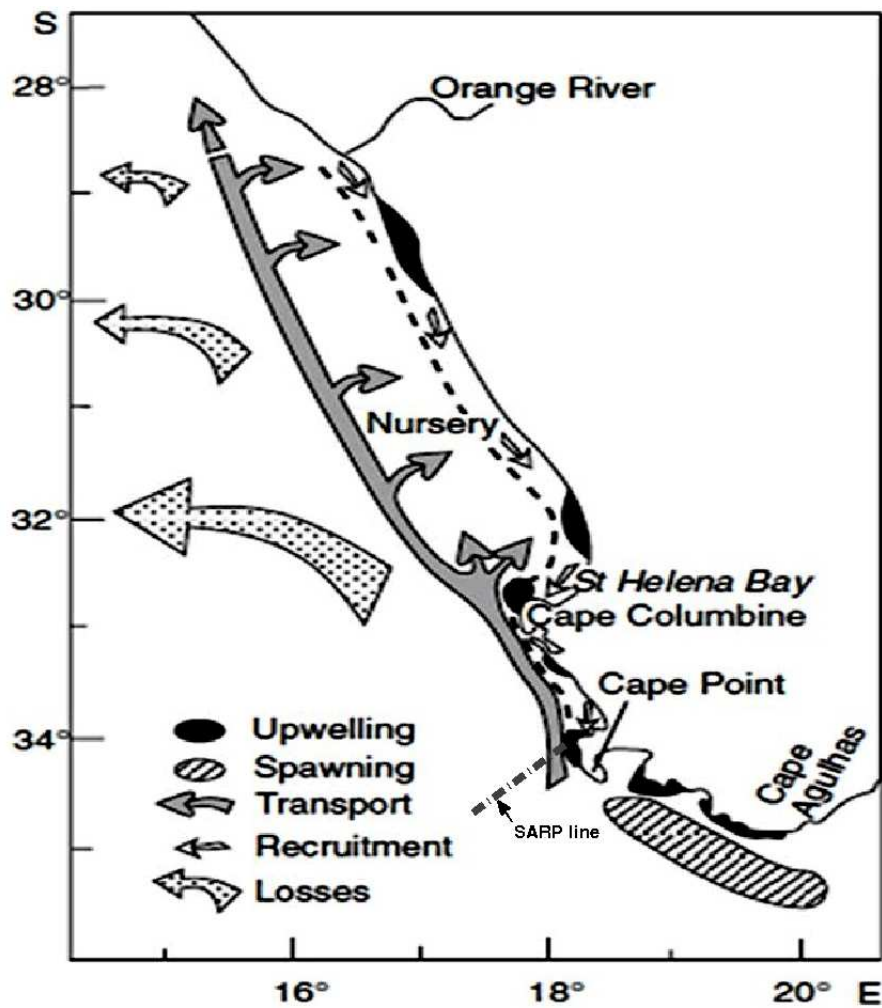 S
28°
Orange River
30°
Nursery
32°
St Helena Bay
Cape Columbine
Cape Point
34°
Upwelling
Spawning
Transport
Recruitment
Losses
SARP line
Cape
Agulhas
16°
18°
20° E